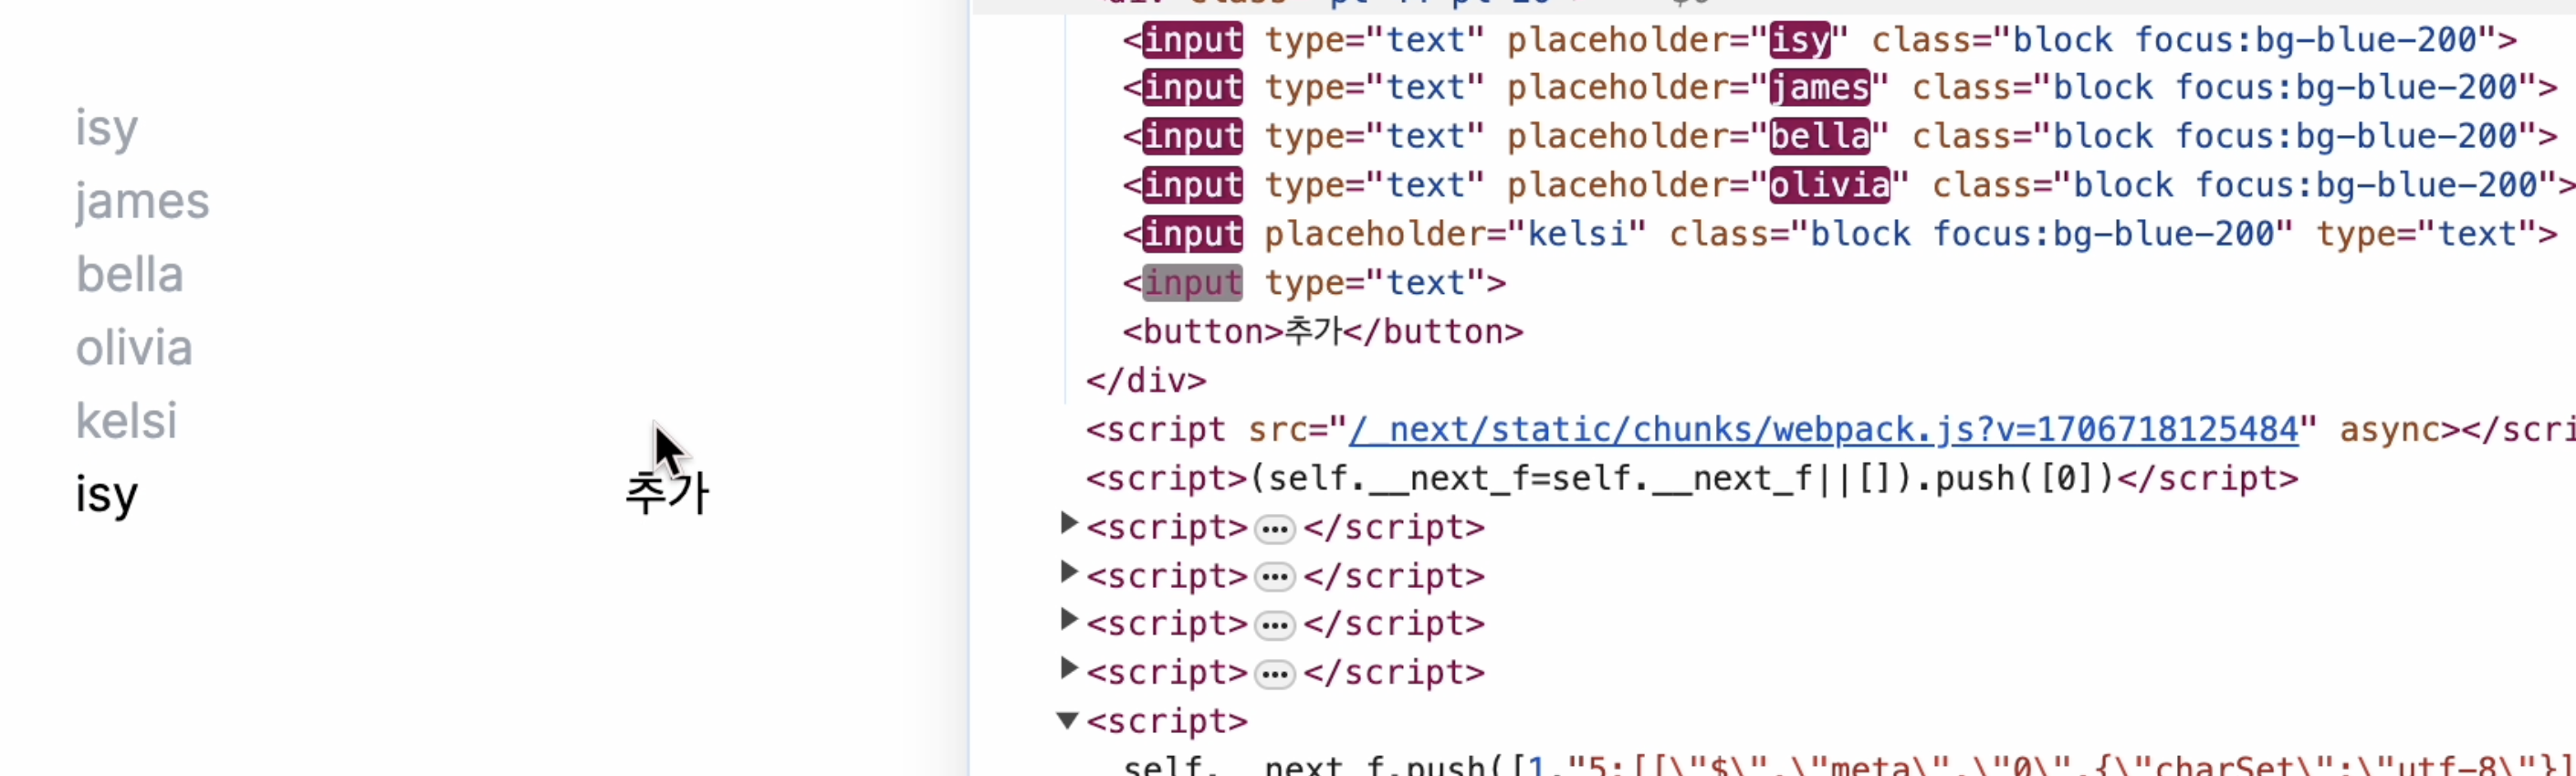 isy
james
bella
olivia
kelsi
isy
추가
<input type="text" placeholder="isy" class="block focus:bg-blue-200">
<input type="text" placeholder="james" class="block focus:bg-blue-200">
<input type="text" placeholder="bella" class="block focus:bg-blue-200">
<input type="text" placeholder="olivia" class="block focus:bg-blue-200">
<input placeholder="kelsi" class="block focus:bg-blue-200" type="text">
<input type="text">
<button>추가</button>
</div>
<script src="/_next/static/chunks/webpack.js?v=1706718125484" async></scri
<script>(self.__next_f=self.__next_f||[]).push([0])</script>
<script>…</script>
<script>…</script>
<script>…</script>
<script>…</script>
<script>
self.__next_f.push([1,"5:[[\"$\",\"meta\",\"0\",{\"charSet\":\"utf-8\"}]